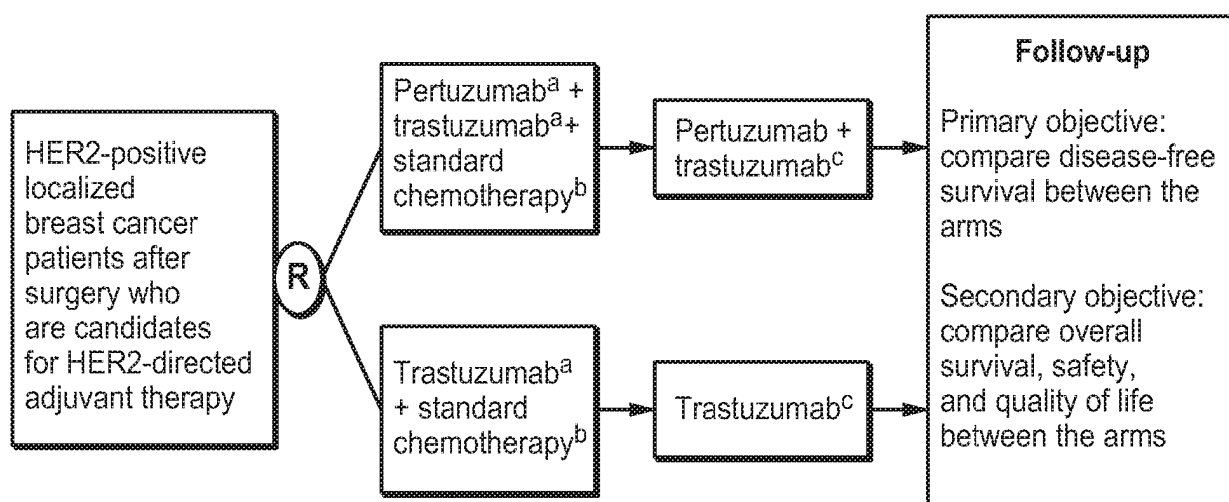 HER2-positive
localized
breast cancer
patients after
surgery who
are candidates
for HER2-directed
adjuvant therapy
R
Pertuzumabᵃ +
trastuzumabᵃ+
standard
chemotherapyᵇ
Pertuzumab +
trastuzumabᶜ
Trastuzumabᵃ
+ standard
chemotherapyᵇ
Trastuzumabᶜ
Follow-up
Primary objective:
compare disease-free
survival between the
arms
Secondary objective:
compare overall
survival, safety,
and quality of life
between the arms